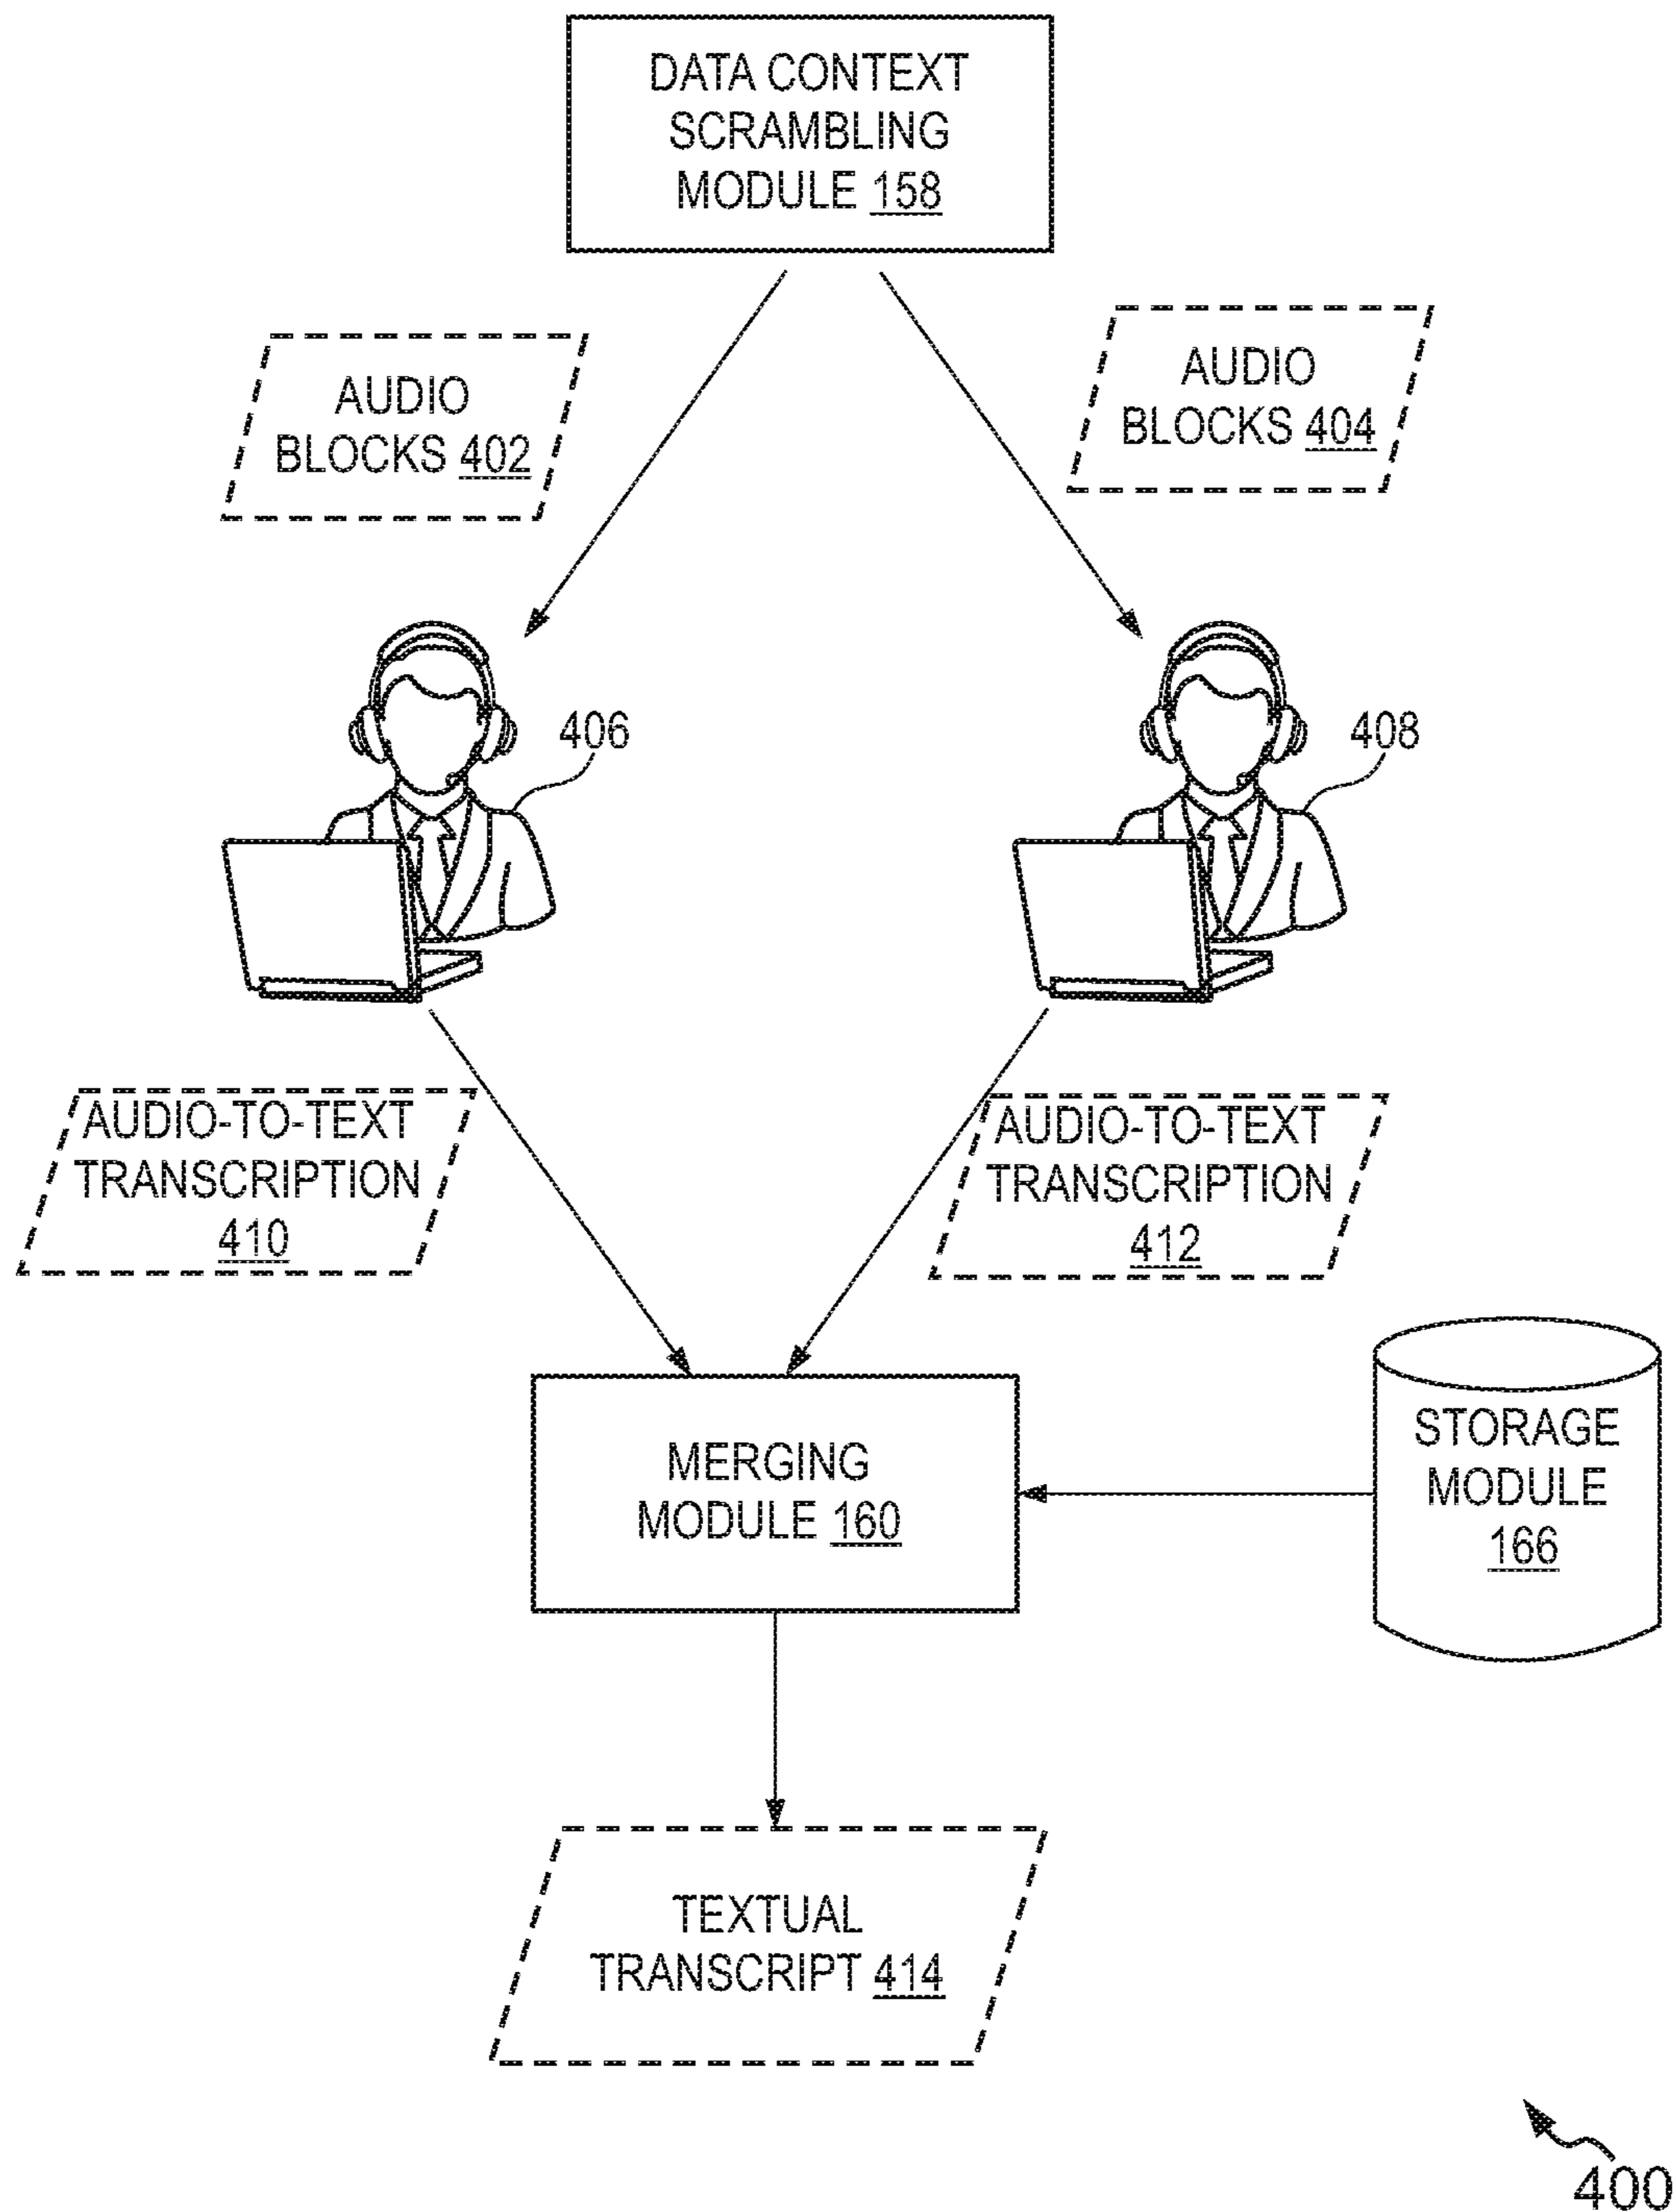 DATA CONTEXT
SCRAMBLING
MODULE 158
AUDIO
BLOCKS 402
AUDIO
BLOCKS 404
406
408
AUDIO-TO-TEXT
TRANSCRIPTION
410
AUDIO-TO-TEXT
TRANSCRIPTION
412
MERGING
MODULE 160
STORAGE
MODULE
166
TEXTUAL
TRANSCRIPT 414
400